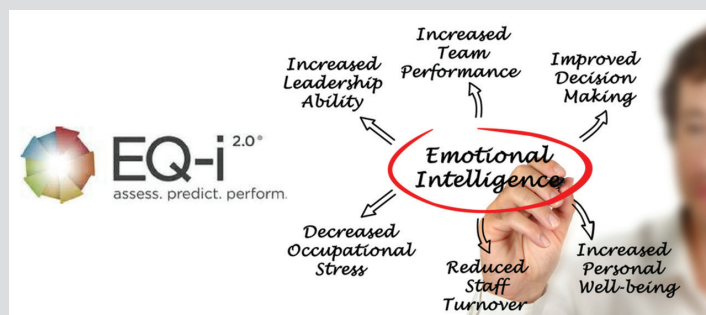 EQ-i 2.0®
assess. predict. perform.
Increased
Leadership
Ability
Increased
Team
Performance
Improved
Decision
Making
Emotional
Intelligence
Decreased
Occupational
Stress
Reduced
Staff
Turnover
Increased
Personal
Well-being